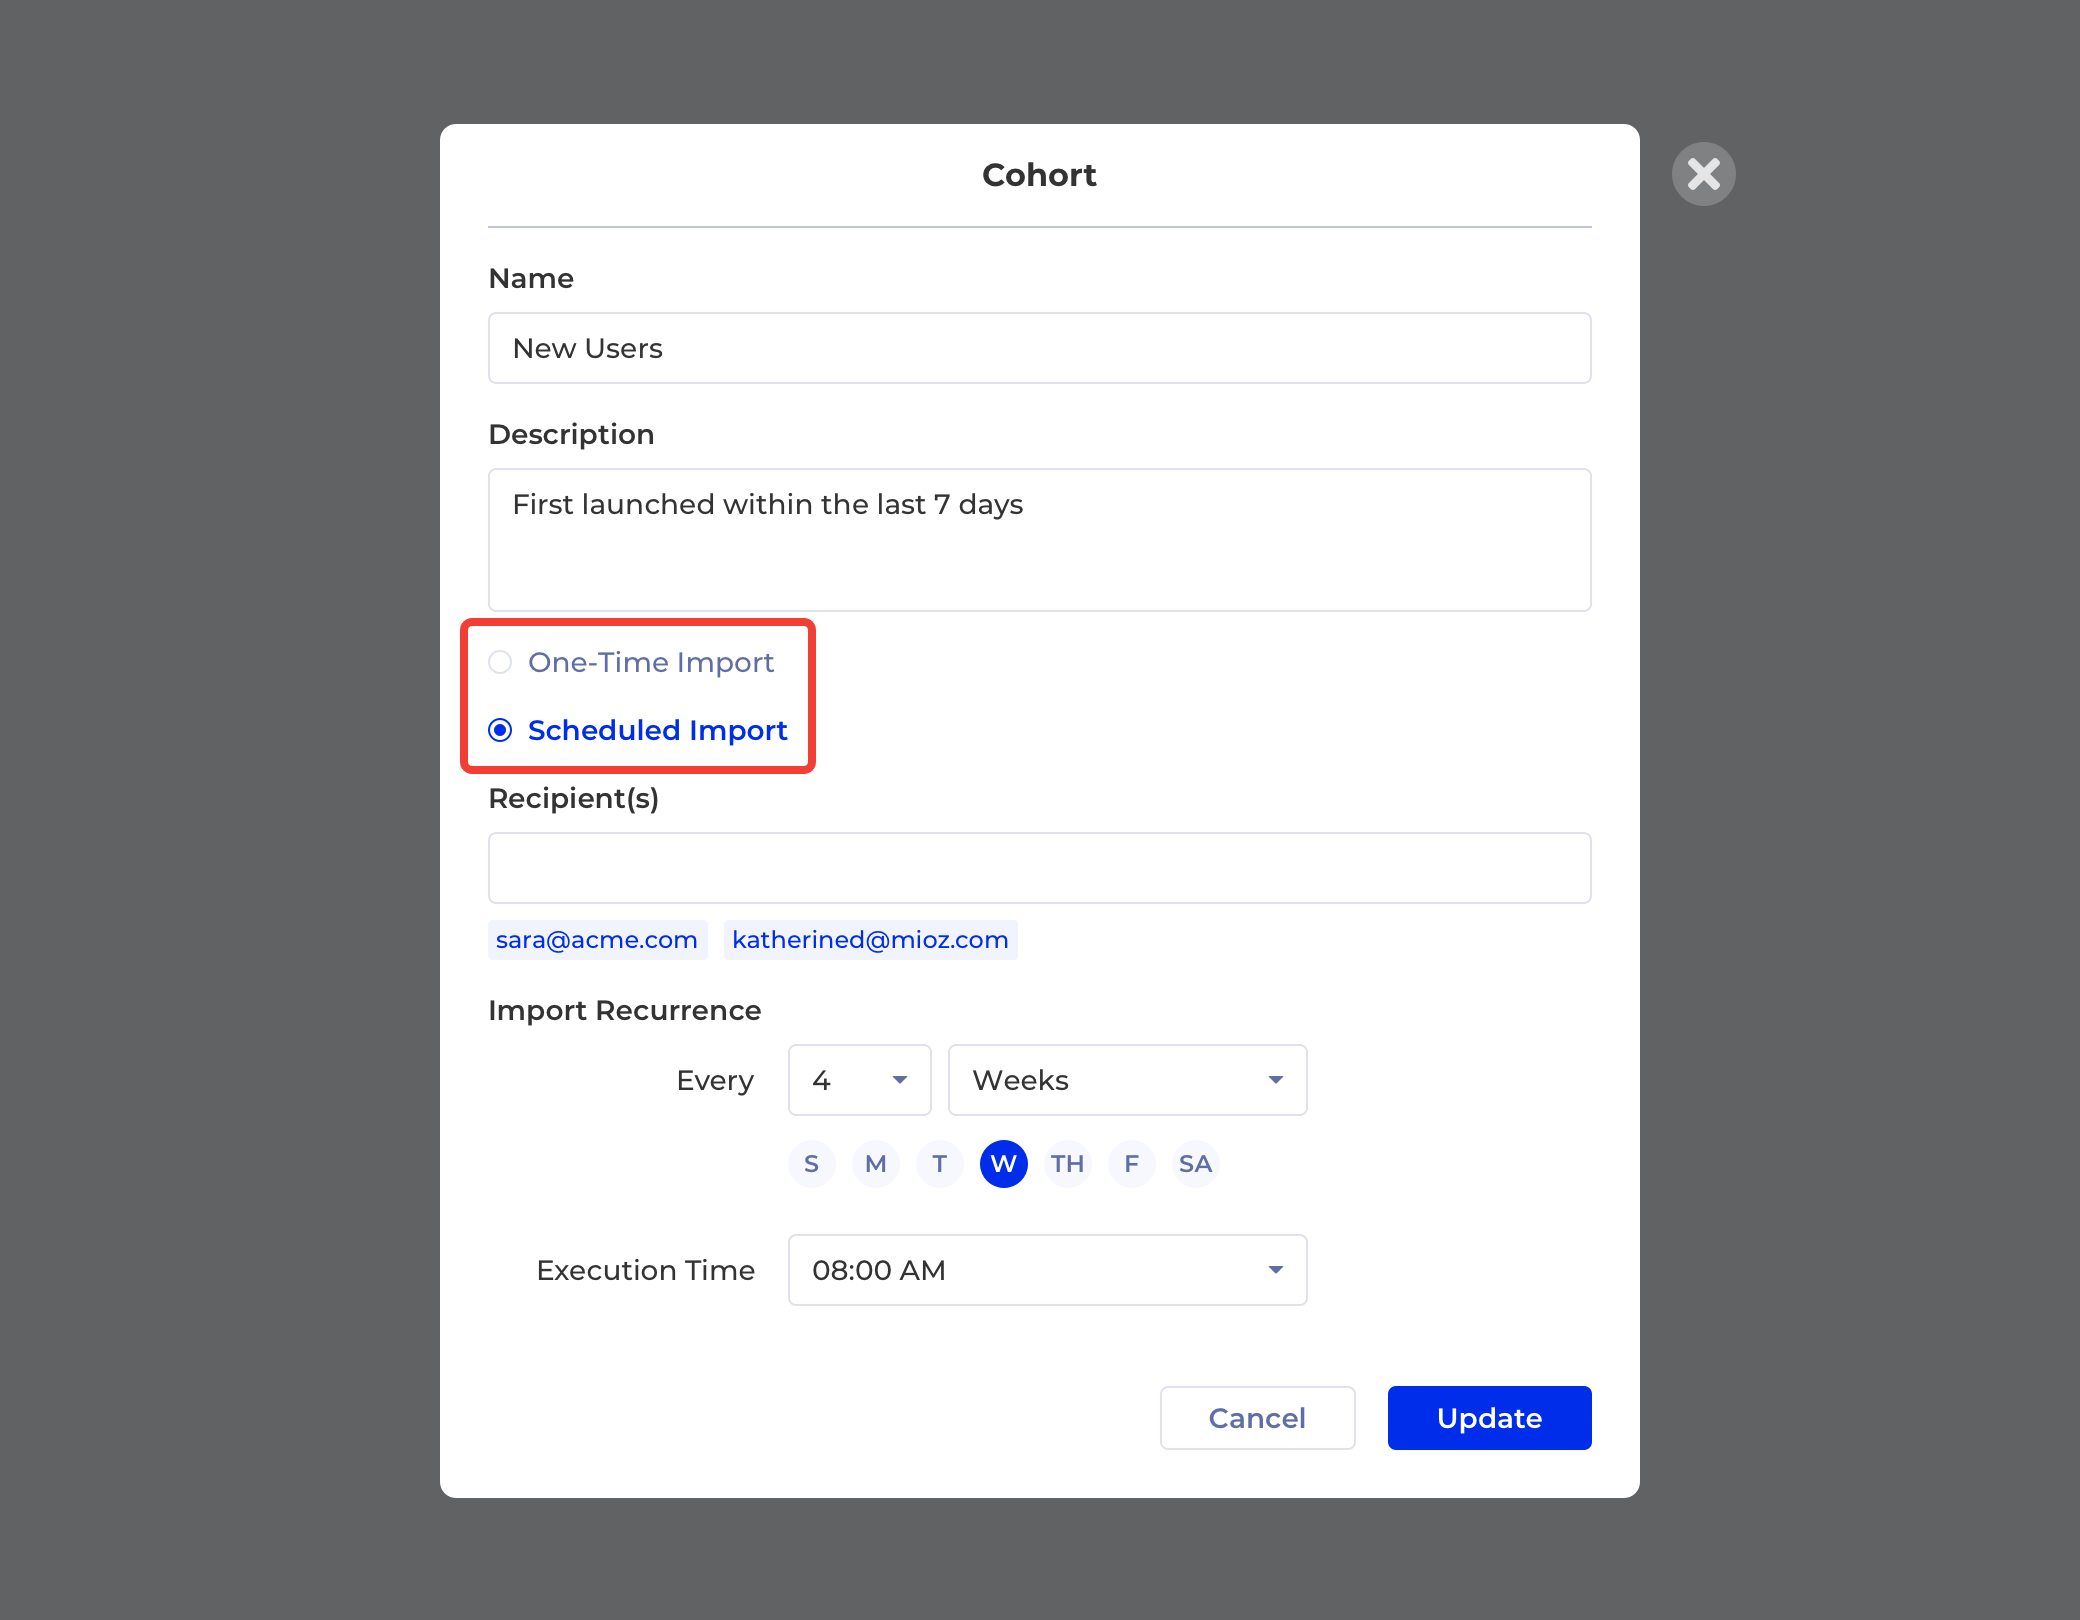 Cohort
Name
New Users
Description
First launched within the last 7 days
One-Time Import
Scheduled Import
Recipient(s)
sara@acme.com katherined@mioz.com
Import Recurrence
Every 4 Weeks
S M T W TH F SA
Execution Time 08:00 AM
Cancel Update